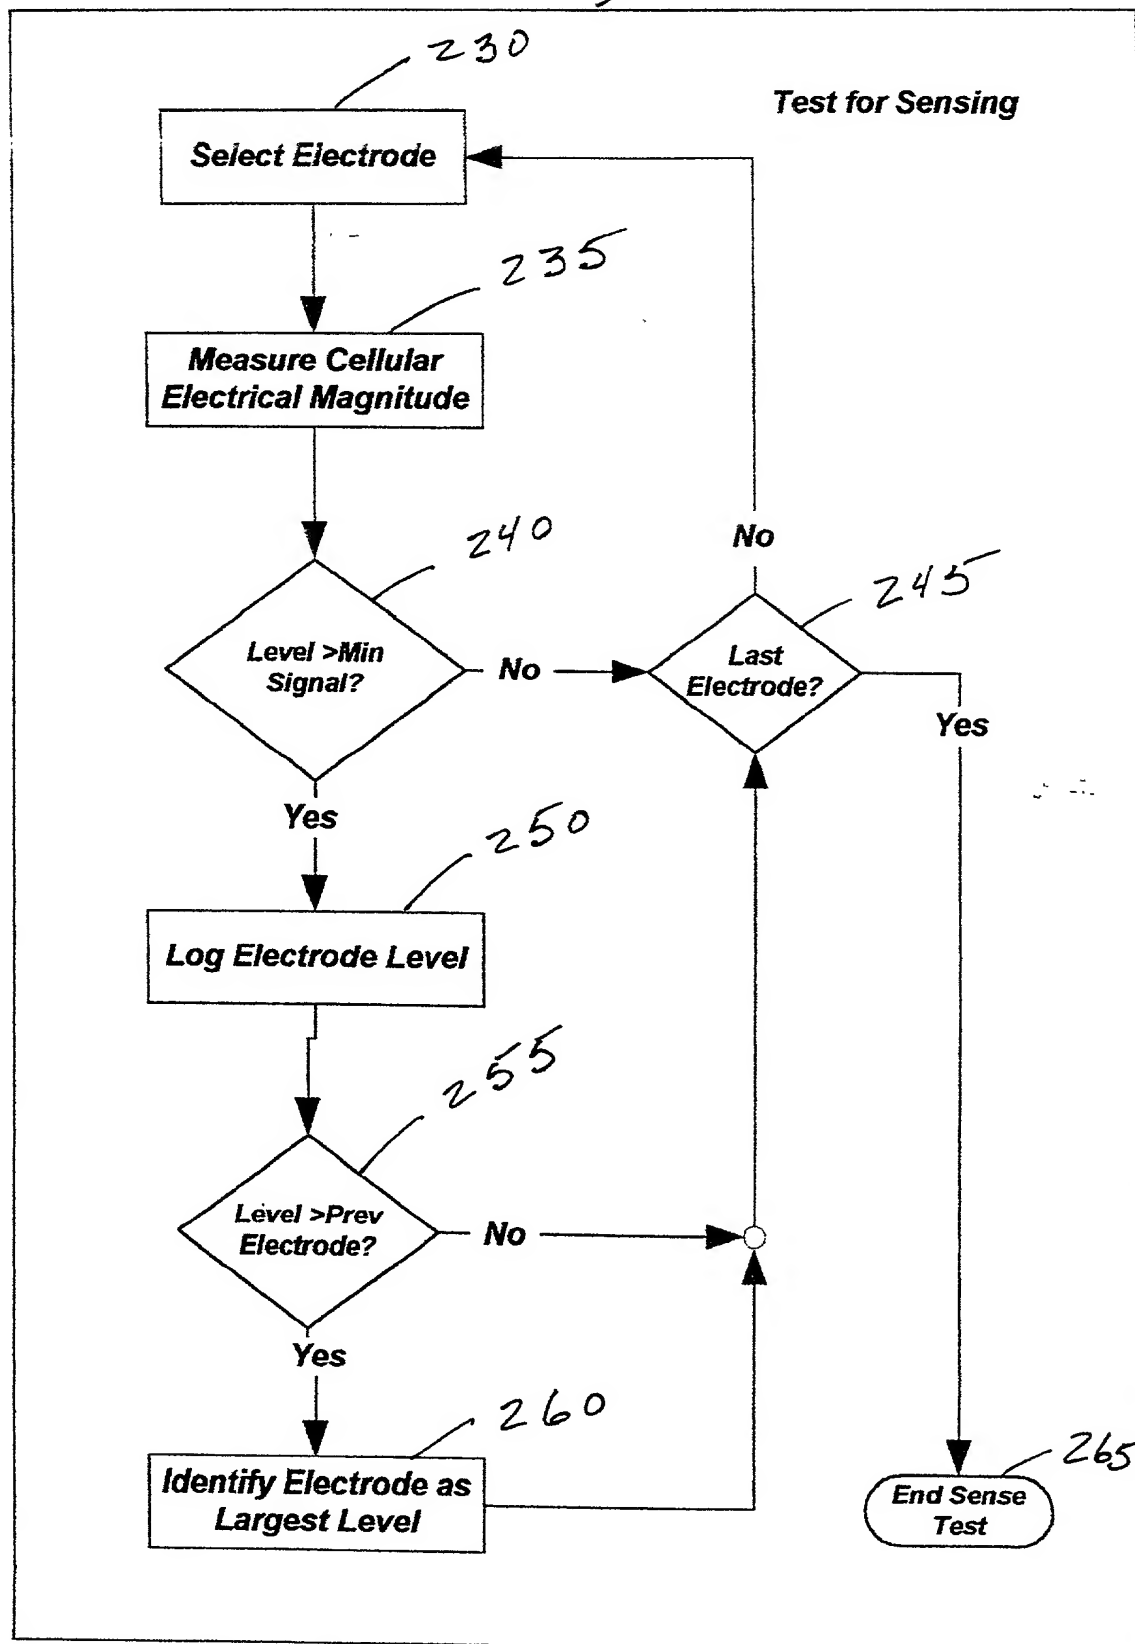 230
Test for Sensing
Select Electrode
235
Measure Cellular
Electrical Magnitude
240
No
245
Level >Min
Signal?
No
Last
Electrode?
Yes
Yes
250
Log Electrode Level
255
Level >Prev
Electrode?
No
Yes
260
265
Identify Electrode as
Largest Level
End Sense
Test